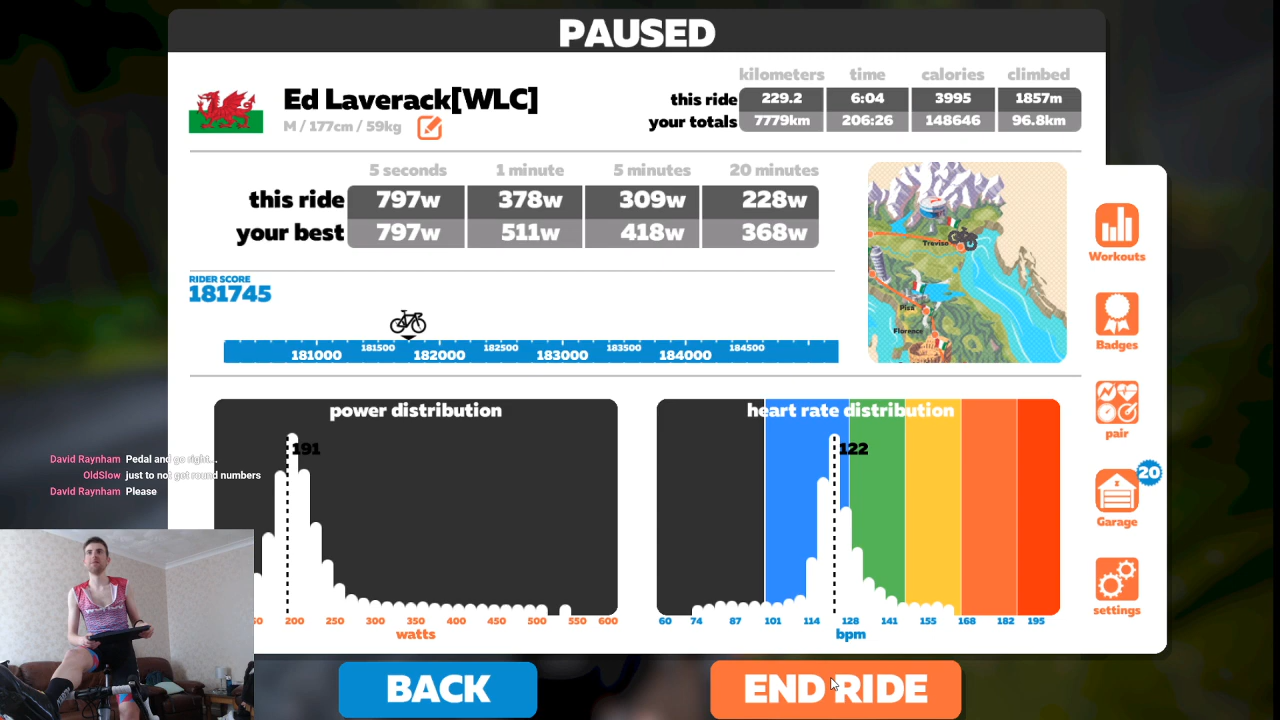 PAUSED
kilometers time calories climbed
this ride 229.2 6:04 3995 1857m
your totals 7779km 206:26 148646 96.8km
Ed Laverack[WLC]
M / 177cm / 59kg
5 seconds 1 minute 5 minutes 20 minutes
this ride 797w 378w 309w 228w
your best 797w 511w 418w 368w
Treviso
Pisa
Florence
RIDER SCORE
181745
181000 181500 182000 182500 183000 183500 184000 184500
Workouts
Badges
pair
20
Garage
settings
power distribution
191
50 200 250 300 350 400 450 500 550 600
watts
heart rate distribution
122
60 74 87 101 114 128 141 155 168 182 195
bpm
David Raynham Pedal and go right...
OldSlow just to not get round numbers
David Raynham Please
BACK
END RIDE